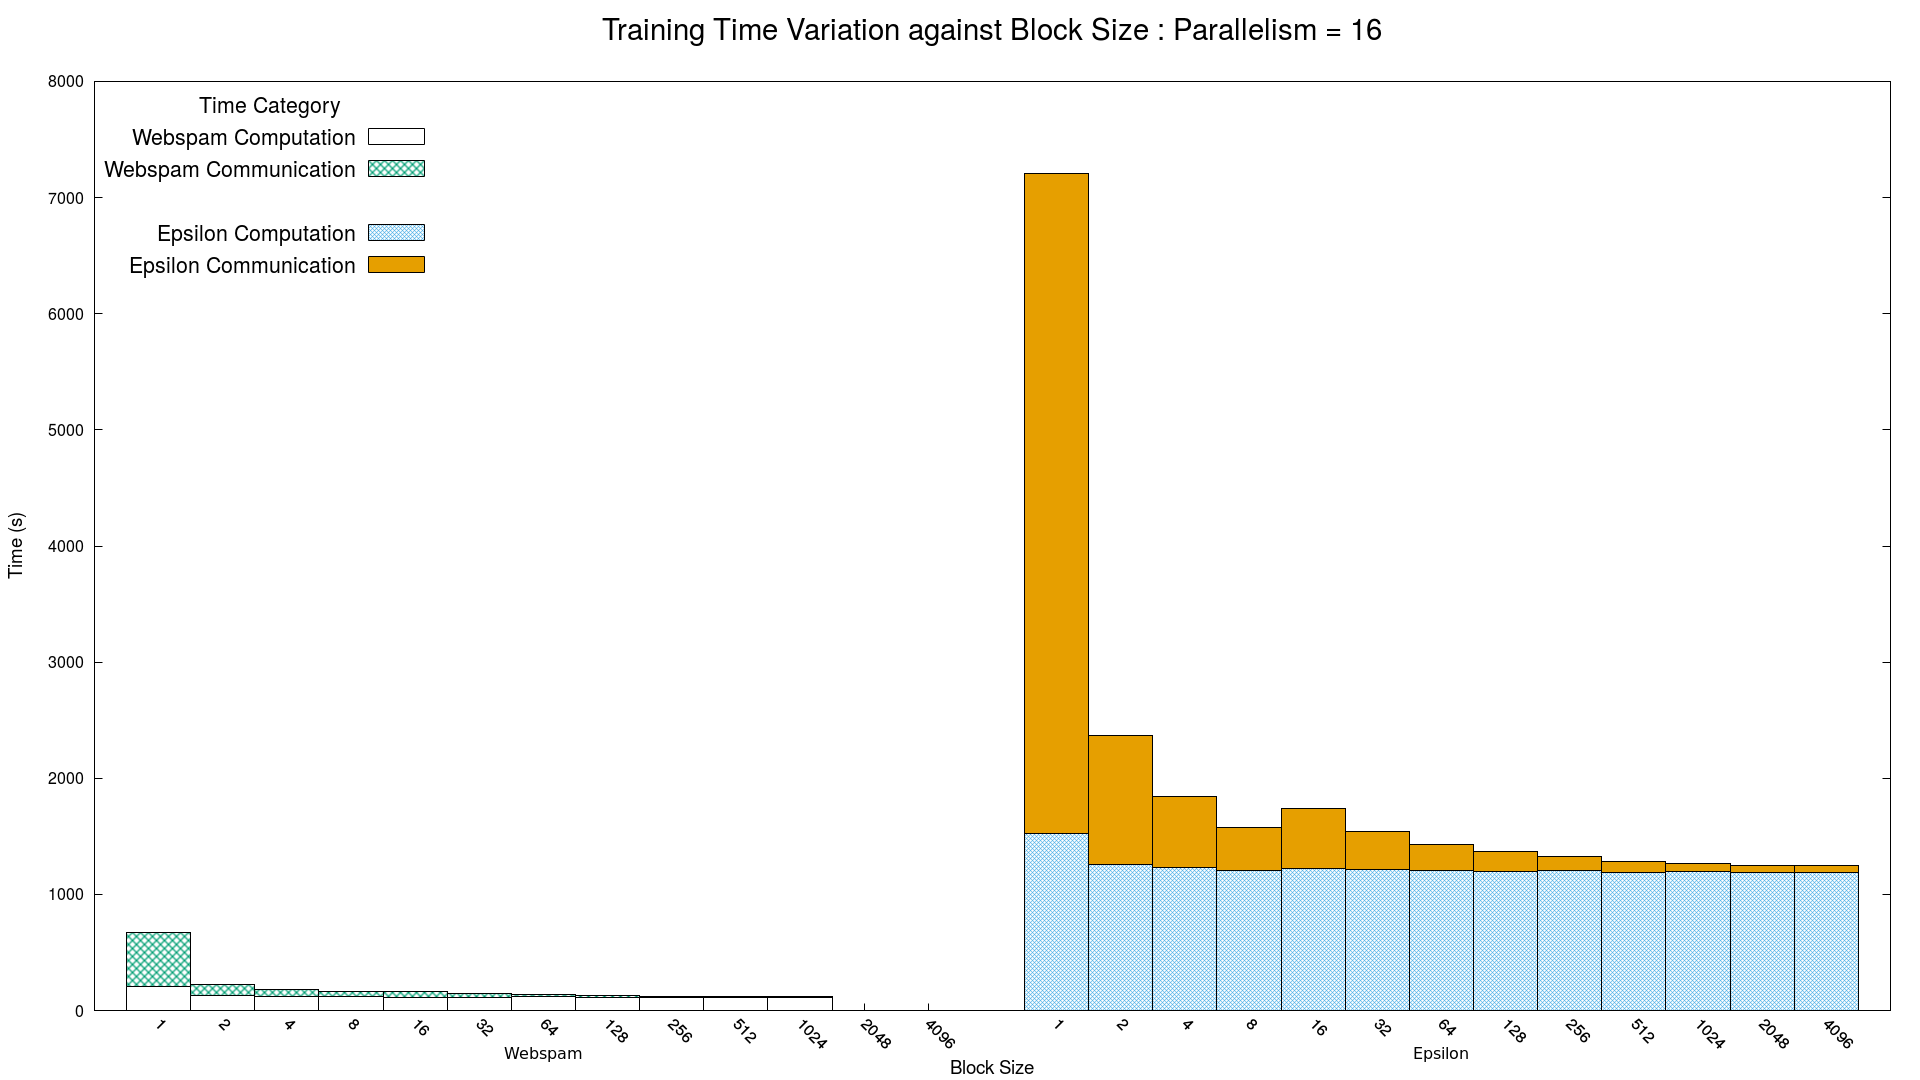 Training Time Variation against Block Size : Parallelism = 16
8000
7000
6000
5000
4000
3000
2000
1000
0
Time (s)
Time Category
Webspam Computation
Webspam Communication
Epsilon Computation
Epsilon Communication
1 2 4 8 16 32 64 128 256 512 1024 2048 4096 1 2 4 8 16 32 64 128 256 512 1024 2048 4096
Webspam Epsilon
Block Size